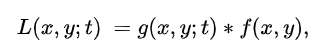 L(x, y; t) = g(x, y; t) * f(x, y),